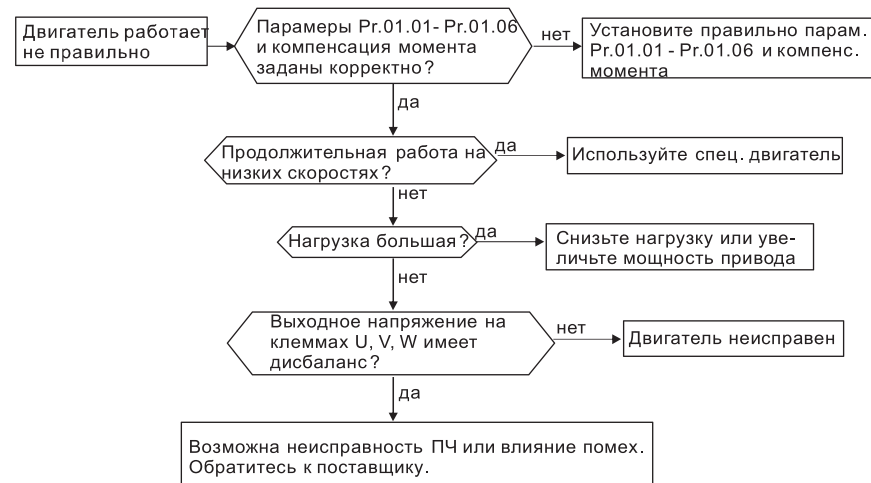 Двигатель работает
не правильно
Парамеры Pr.01.01- Pr.01.06
и компенсация момента
заданы корректно?
нет
Установите правильно парам.
Pr.01.01 - Pr.01.06 и компенс.
момента
да
Продолжительная работа на
низких скоростях?
да
Используйте спец. двигатель
нет
Нагрузка большая?
да
Снизьте нагрузку или уве-
личьте мощность привода
нет
Выходное напряжение на
клеммах U, V, W имеет
дисбаланс?
нет
Двигатель неисправен
да
Возможна неисправность ПЧ или влияние помех.
Обратитесь к поставщику.